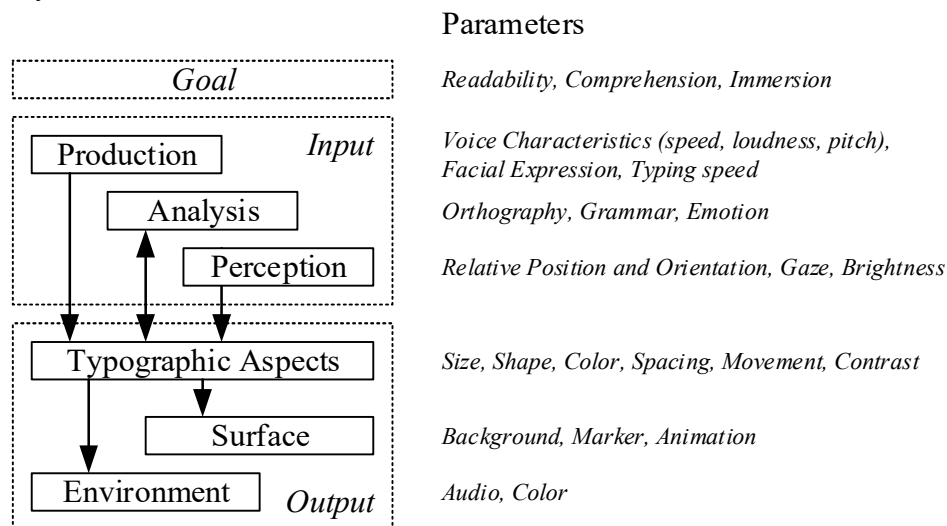 Parameters
Goal
Readability, Comprehension, Immersion
Input
Production
Voice Characteristics (speed, loudness, pitch),
Facial Expression, Typing speed
Analysis
Orthography, Grammar, Emotion
Perception
Relative Position and Orientation, Gaze, Brightness
Typographic Aspects
Size, Shape, Color, Spacing, Movement, Contrast
Surface
Background, Marker, Animation
Environment
Audio, Color
Output